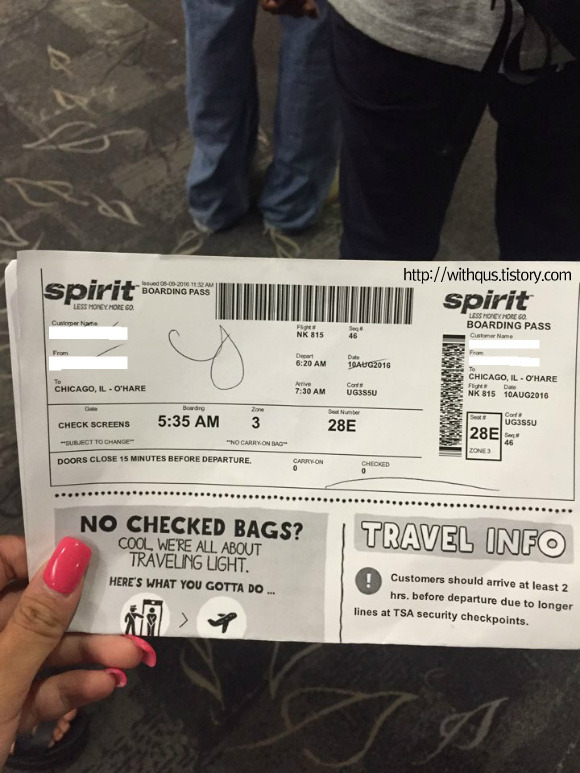 http://withqus.tistory.com
spirit
LESS MONEY. MORE GO.
Issued 08-09-2016 11:32 AM
BOARDING PASS
Customer Name
From
To
CHICAGO, IL - O'HARE
Flight # Seq.#
NK 815 46
Depart Date
6:20 AM 10AUG2016
Arrive Conf #
7:30 AM UG3S5U
Gate Boarding Zone Seat Number
CHECK SCREENS 5:35 AM 3 28E
**SUBJECT TO CHANGE** **NO CARRY-ON BAG**
DOORS CLOSE 15 MINUTES BEFORE DEPARTURE.
CARRY-ON CHECKED
0 0
spirit
LESS MONEY. MORE GO.
BOARDING PASS
Customer Name
From
To
CHICAGO, IL - O'HARE
Flight # Date
NK 815 10AUG2016
Seat # Conf #
28E UG3S5U
Seq.#
ZONE 3 46
NO CHECKED BAGS?
COOL, WE'RE ALL ABOUT
TRAVELING LIGHT.
HERE'S WHAT YOU GOTTA DO ...
>
TRAVEL INFO
!
Customers should arrive at least 2
hrs. before departure due to longer
lines at TSA security checkpoints.